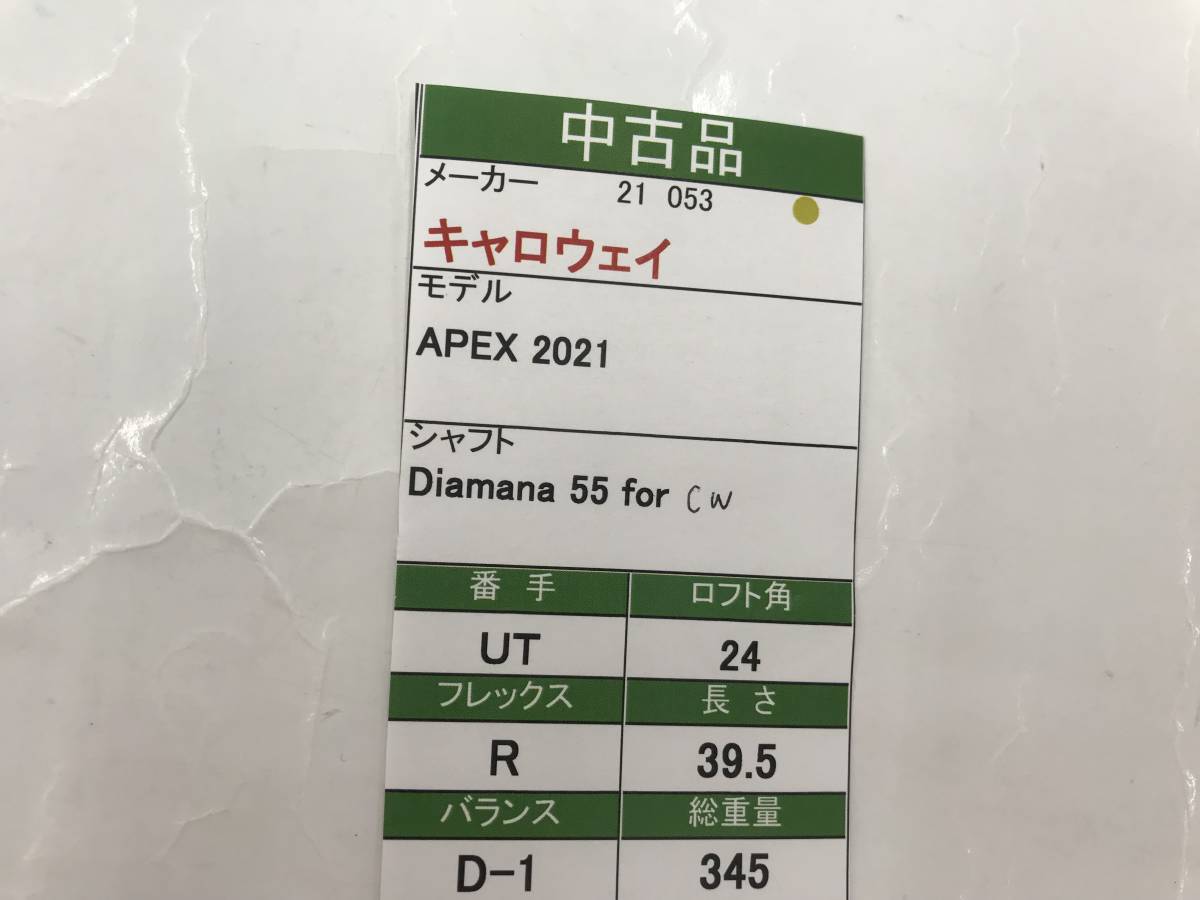 中古品
メーカー 21 053
キャロウェイ
モデル
APEX 2021
シャフト
Diamana 55 for CW
番 手 ロフト角
UT 24
フレックス 長 さ
R 39.5
バランス 総重量
D-1 345